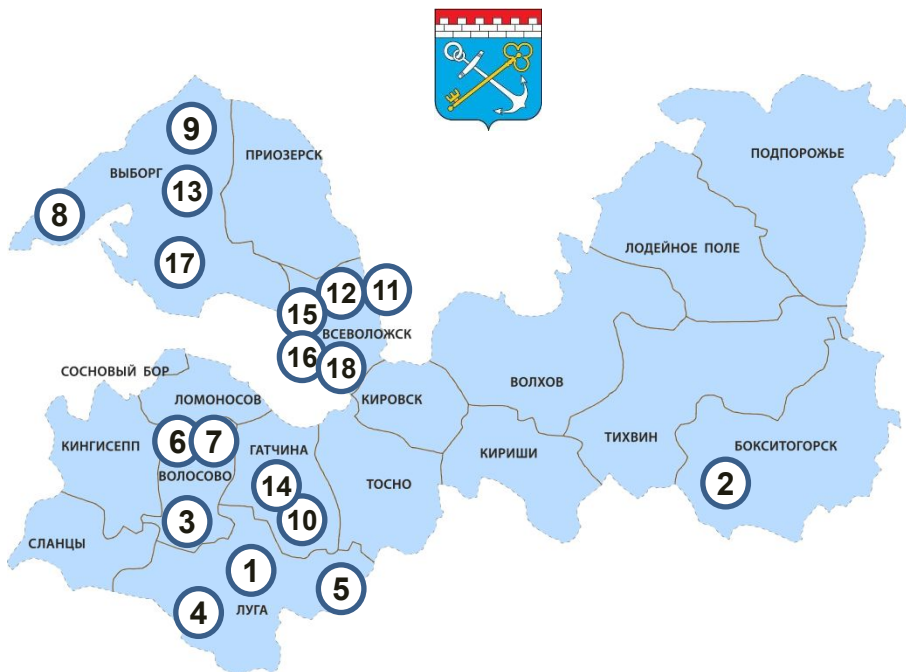 9
ПРИОЗЕРСК
ПОДПОРОЖЬЕ
ВЫБОРГ
13
8
ЛОДЕЙНОЕ ПОЛЕ
17
12
11
15
ВСЕВОЛОЖСК
16
18
СОСНОВЫЙ БОР
ЛОМОНОСОВ
КИРОВСК
ВОЛХОВ
6
7
КИНГИСЕПП
ГАТЧИНА
КИРИШИ
ТИХВИН
БОКСИТОГОРСК
ВОЛОСОВО
14
ТОСНО
2
3
10
СЛАНЦЫ
1
5
4
ЛУГА